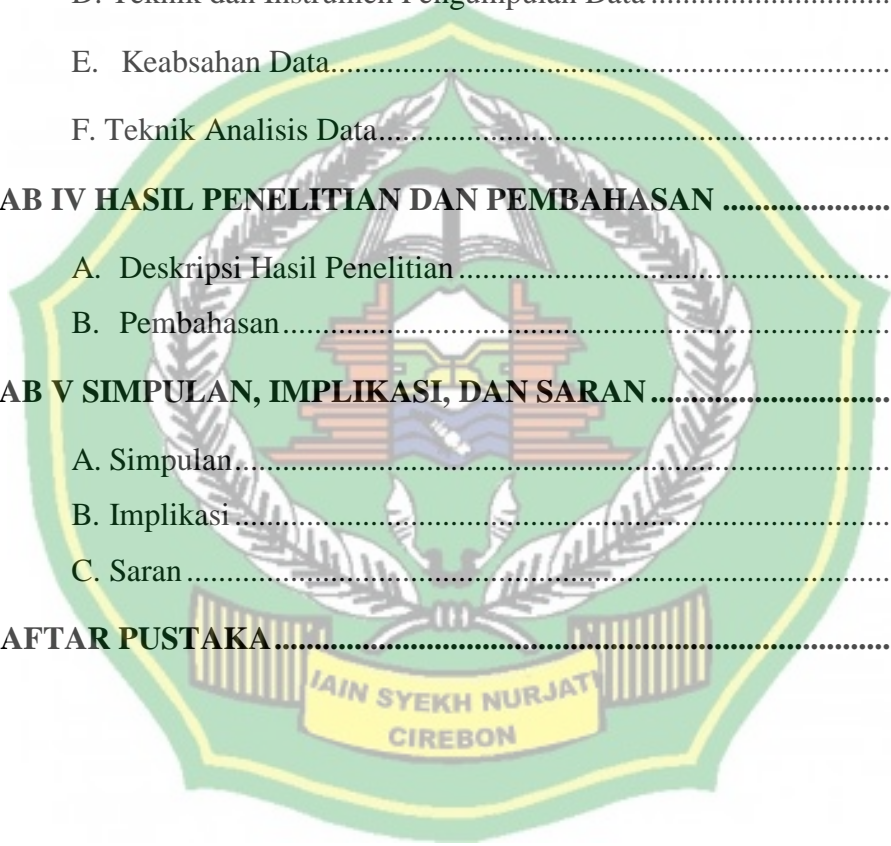 D. Teknik dan Instrumen Pengumpulan Data ........................
E. Keabsahan Data......................................................................
F. Teknik Analisis Data................................................................
AB IV HASIL PENELITIAN DAN PEMBAHASAN .....................
A. Deskripsi Hasil Penelitian......................................................
B. Pembahasan............................................................................
AB V SIMPULAN, IMPLIKASI, DAN SARAN ..............................
A. Simpulan..................................................................................
B. Implikasi..................................................................................
C. Saran ........................................................................................
AFTAR PUSTAKA.............................................................................
IAIN SYEKH NURJATI
CIREBON